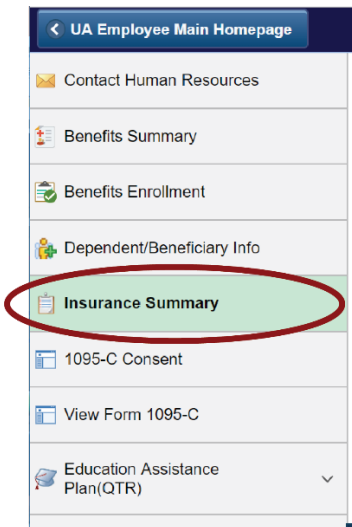 UA Employee Main Homepage
Contact Human Resources
Benefits Summary
Benefits Enrollment
Dependent/Beneficiary Info
Insurance Summary
1095-C Consent
View Form 1095-C
Education Assistance
Plan(QTR)